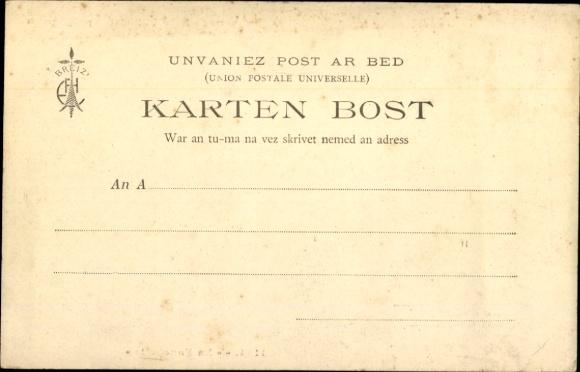 BREIZ
UNVANIEZ POST AR BED
(UNION POSTALE UNIVERSELLE)
KARTEN BOST
War an tu-ma na vez skrivet nemed an adress
An A